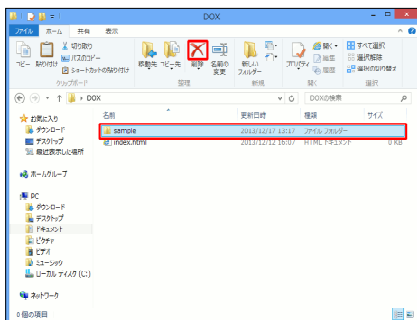 DOX
ファイル ホーム 共有 表示
コピー 貼り付け 切り取り パスのコピー ショートカットの貼り付け
移動先 コピー先 削除 名前の変更
新しいフォルダー
プロパティ 開く 編集 履歴
すべて選択 選択解除 選択の切り替え
クリップボード 整理 新規 開く 選択
DOX DOXの検索
名前 更新日時 種類 サイズ
sample 2013/12/17 13:17 ファイル フォルダー
index.html 2013/12/12 16:07 HTML ドキュメント 0 KB
お気に入り
ダウンロード
デスクトップ
最近表示した場所
ホームグループ
PC
ダウンロード
デスクトップ
ドキュメント
ピクチャ
ビデオ
ミュージック
ローカル ディスク (C:)
ネットワーク
0 個の項目